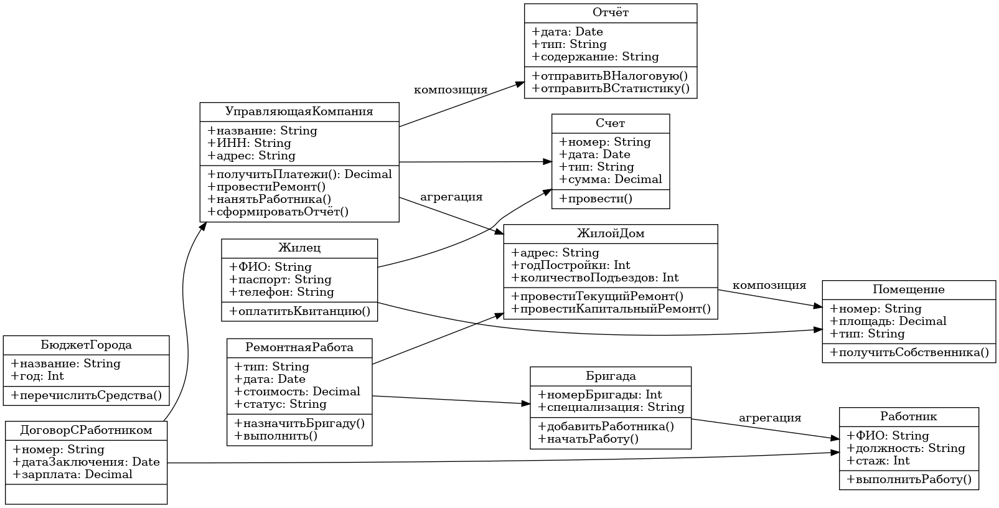 Отчёт
+дата: Date
+тип: String
+содержание: String
+отправитьВНалоговую()
+отправитьВСтатистику()
композиция
УправляющаяКомпания
+название: String
+ИНН: String
+адрес: String
+получитьПлатежи(): Decimal
+провестиРемонт()
+нанятьРаботника()
+сформироватьОтчёт()
Счет
+номер: String
+дата: Date
+тип: String
+сумма: Decimal
+провести()
агрегация
Жилец
+ФИО: String
+паспорт: String
+телефон: String
+оплатитьКвитанцию()
ЖилойДом
+адрес: String
+годПостройки: Int
+количествоПодъездов: Int
+провестиТекущийРемонт()
+провестиКапитальныйРемонт()
композиция
Помещение
+номер: String
+площадь: Decimal
+тип: String
+получитьСобственника()
БюджетГорода
+название: String
+год: Int
+перечислитьСредства()
РемонтнаяРабота
+тип: String
+дата: Date
+стоимость: Decimal
+статус: String
+назначитьБригаду()
+выполнить()
Бригада
+номерБригады: Int
+специализация: String
+добавитьРаботника()
+начатьРаботу()
агрегация
Работник
+ФИО: String
+должность: String
+стаж: Int
+выполнитьРаботу()
ДоговорСРаботником
+номер: String
+датаЗаключения: Date
+зарплата: Decimal